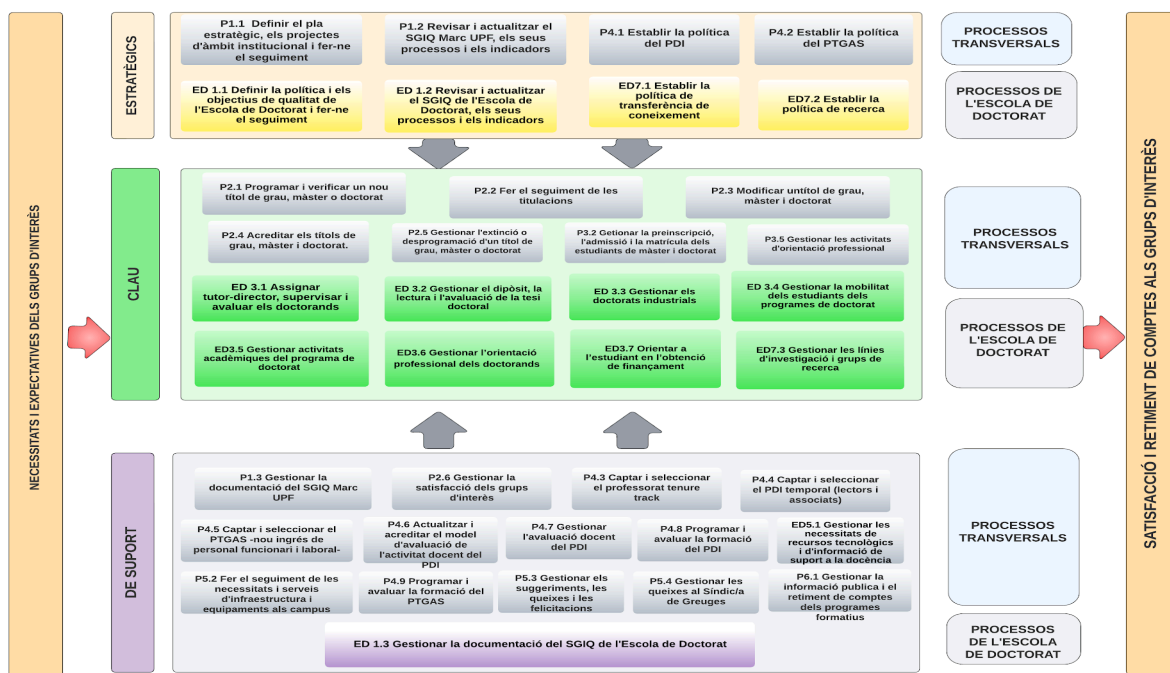 NECESSITATS I EXPECTATIVES DELS GRUPS D'INTERÈS
ESTRATÈGICS
P1.1 Definir el pla
estratègic, els projectes
d'àmbit institucional i fer-ne
el seguiment
P1.2 Revisar i actualitzar el
SGIQ Marc UPF, els seus
processos i els indicadors
P4.1 Establir la política
del PDI
P4.2 Establir la política
del PTGAS
PROCESSOS
TRANSVERSALS
ED 1.1 Definir la política i els
objectius de qualitat de
l'Escola de Doctorat i fer-ne
el seguiment
ED 1.2 Revisar i actualitzar
el SGIQ de l'Escola de
Doctorat, els seus
processos i els indicadors
ED7.1 Establir la
política de
transferència de
coneixement
ED7.2 Establir la
política de recerca
PROCESSOS DE
L'ESCOLA DE
DOCTORAT
CLAU
P2.1 Programar i verificar un nou
títol de grau, màster o doctorat
P2.2 Fer el seguiment de les
titulacions
P2.3 Modificar untítol de grau,
màster i doctorat
P2.4 Acreditar els títols de
grau, màster i doctorat.
P2.5 Gestionar l'extinció o
desprogramació d'un títol de
grau, màster o doctorat
P3.2 Getionar la preinscripció,
l'admissió i la matrícula dels
estudiants de màster i doctorat
P3.5 Gestionar les activitats
d'orientació professional
PROCESSOS
TRANSVERSALS
ED 3.1 Assignar
tutor-director, supervisar i
avaluar els doctorands
ED 3.2 Gestionar el dipòsit, la
lectura i l'avaluació de la tesi
doctoral
ED 3.3 Gestionar els
doctorats industrials
ED 3.4 Gestionar la mobilitat
dels estudiants dels
programes de doctorat
ED3.5 Gestionar activitats
acadèmiques del programa de
doctorat
ED3.6 Gestionar l'orientació
professional dels doctorands
ED3.7 Orientar a
l'estudiant en l'obtenció
de finançament
ED7.3 Gestionar les línies
d'investigació i grups de
recerca
PROCESSOS DE
L'ESCOLA DE
DOCTORAT
DE SUPORT
P1.3 Gestionar la
documentació del SGIQ Marc
UPF
P2.6 Gestionar la
satisfacció dels grups
d'interès
P4.3 Captar i seleccionar
el professorat tenure
track
P4.4 Captar i seleccionar
el PDI temporal (lectors i
associats)
P4.5 Captar i seleccionar el
PTGAS -nou ingrés de
personal funcionari i laboral-
P4.6 Actualitzar i
acreditar el model
d'avaluació de
l'activitat docent del
PDI
P4.7 Gestionar
l'avaluació docent
del PDI
P4.8 Programar i
avaluar la formació
del PDI
ED5.1 Gestionar les
necessitats de
recursos tecnològics
i d'informació de
suport a la docència
P5.2 Fer el seguiment de les
necessitats i serveis
d'infraestructura i
equipaments als campus
P4.9 Programar i
avaluar la formació del
PTGAS
P5.3 Gestionar els
suggeriments, les
queixes i les
felicitacions
P5.4 Gestionar les
queixes al Síndic/a
de Greuges
P6.1 Gestionar la
informació publica i el
retiment de comptes
dels programes
formatius
PROCESSOS
TRANSVERSALS
ED 1.3 Gestionar la documentació del SGIQ de l'Escola de Doctorat
PROCESSOS
DE L'ESCOLA
DE DOCTORAT
SATISFACCIÓ I RETIMENT DE COMPTES ALS GRUPS D'INTERÈS